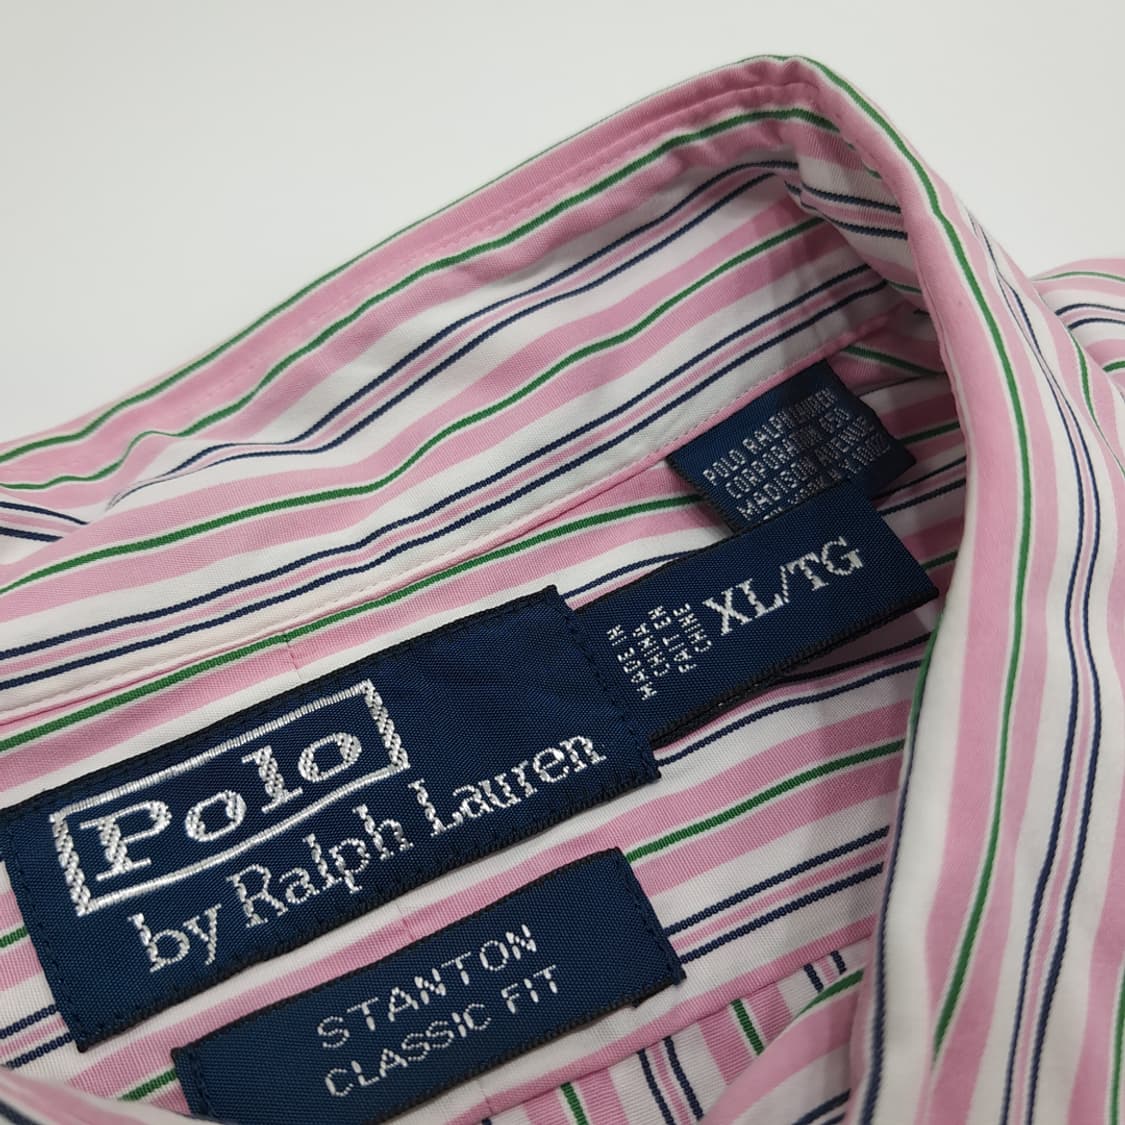 POLO RALPH LAUREN
CORPORATION 650
MADISON AVENUE
XL/TG
MADE IN
CHINA
FAIT EN
CHINE
Polo
by Ralph Lauren
STANTON
CLASSIC FIT